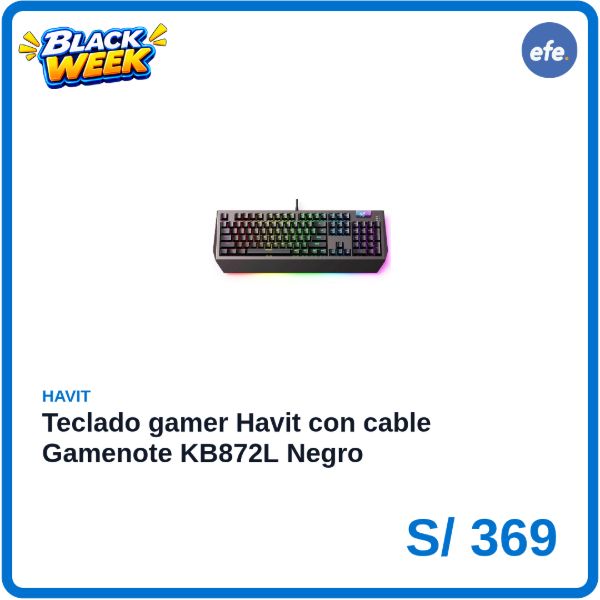 BLACK
WEEK
efe.
HAVIT
Teclado gamer Havit con cable
Gamenote KB872L Negro
S/ 369